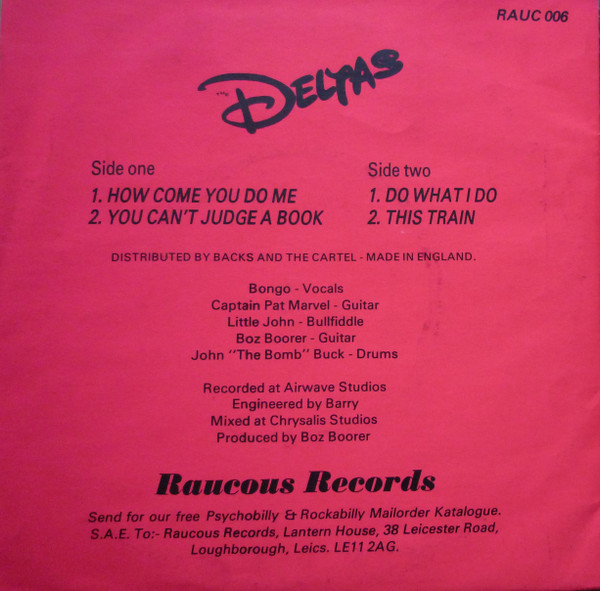 RAUC 006
DELTAS
Side one
1. HOW COME YOU DO ME
2. YOU CAN'T JUDGE A BOOK
Side two
1. DO WHAT I DO
2. THIS TRAIN
DISTRIBUTED BY BACKS AND THE CARTEL - MADE IN ENGLAND.
Bongo - Vocals
Captain Pat Marvel - Guitar
Little John - Bullfiddle
Boz Boorer - Guitar
John "The Bomb" Buck - Drums
Recorded at Airwave Studios
Engineered by Barry
Mixed at Chrysalis Studios
Produced by Boz Boorer
Raucous Records
Send for our free Psychobilly & Rockabilly Mailorder Katalogue.
S.A.E. To:- Raucous Records, Lantern House, 38 Leicester Road,
Loughborough, Leics. LE11 2AG.